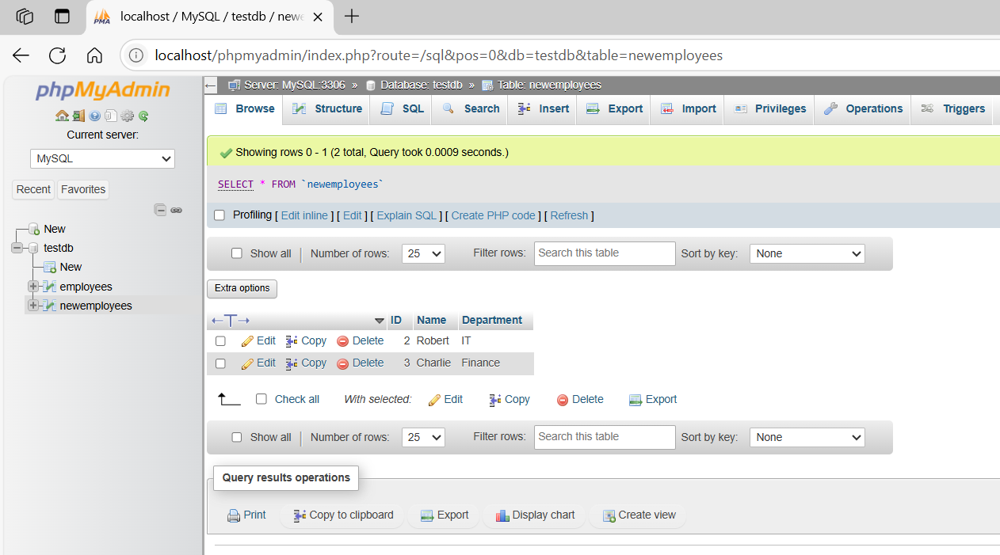 PMA localhost / MySQL / testdb / new
localhost/phpmyadmin/index.php?route=/sql&pos=0&db=testdb&table=newemployees
phpMyAdmin
Current server:
MySQL
Recent Favorites
New
testdb
New
employees
newemployees
Server: MySQL:3306 » Database: testdb » Table: newemployees
Browse Structure SQL Search Insert Export Import Privileges Operations Triggers
Showing rows 0 - 1 (2 total, Query took 0.0009 seconds.)
SELECT * FROM `newemployees`
Profiling [ Edit inline ] [ Edit ] [ Explain SQL ] [ Create PHP code ] [ Refresh ]
Show all | Number of rows: 25 Filter rows: Search this table Sort by key: None
Extra options
←T→ ID Name Department
Edit Copy Delete 2 Robert IT
Edit Copy Delete 3 Charlie Finance
Check all With selected: Edit Copy Delete Export
Show all | Number of rows: 25 Filter rows: Search this table Sort by key: None
Query results operations
Print Copy to clipboard Export Display chart Create view